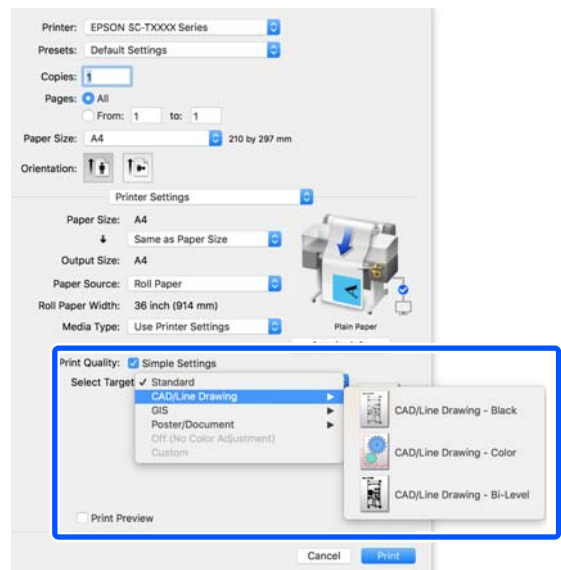 Printer: EPSON SC-TXXXX Series
Presets: Default Settings
Copies: 1
Pages: All
From: 1 to: 1
Paper Size: A4 210 by 297 mm
Orientation:
Printer Settings
Paper Size: A4
Same as Paper Size
Output Size: A4
Paper Source: Roll Paper
Roll Paper Width: 36 inch (914 mm)
Media Type: Use Printer Settings
Plain Paper
Print Quality: Simple Settings
Select Target ✓ Standard
CAD/Line Drawing
GIS
Poster/Document
Off (No Color Adjustment)
Custom
CAD/Line Drawing - Black
CAD/Line Drawing - Color
CAD/Line Drawing - Bi-Level
Print Preview
Cancel Print